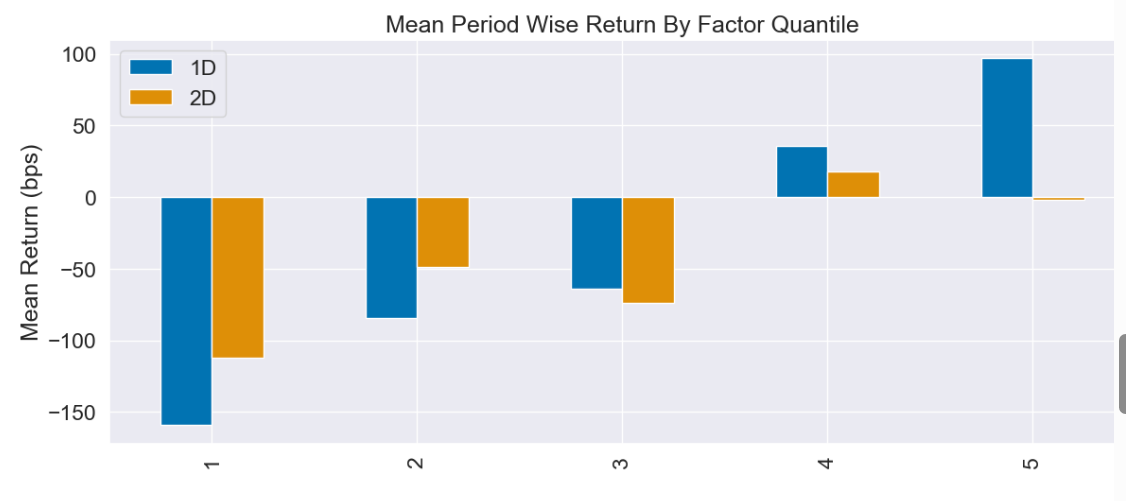 Mean Period Wise Return By Factor Quantile
100
1D
2D
50
0
−50
−100
−150
Mean Return (bps)
1
2
3
4
5